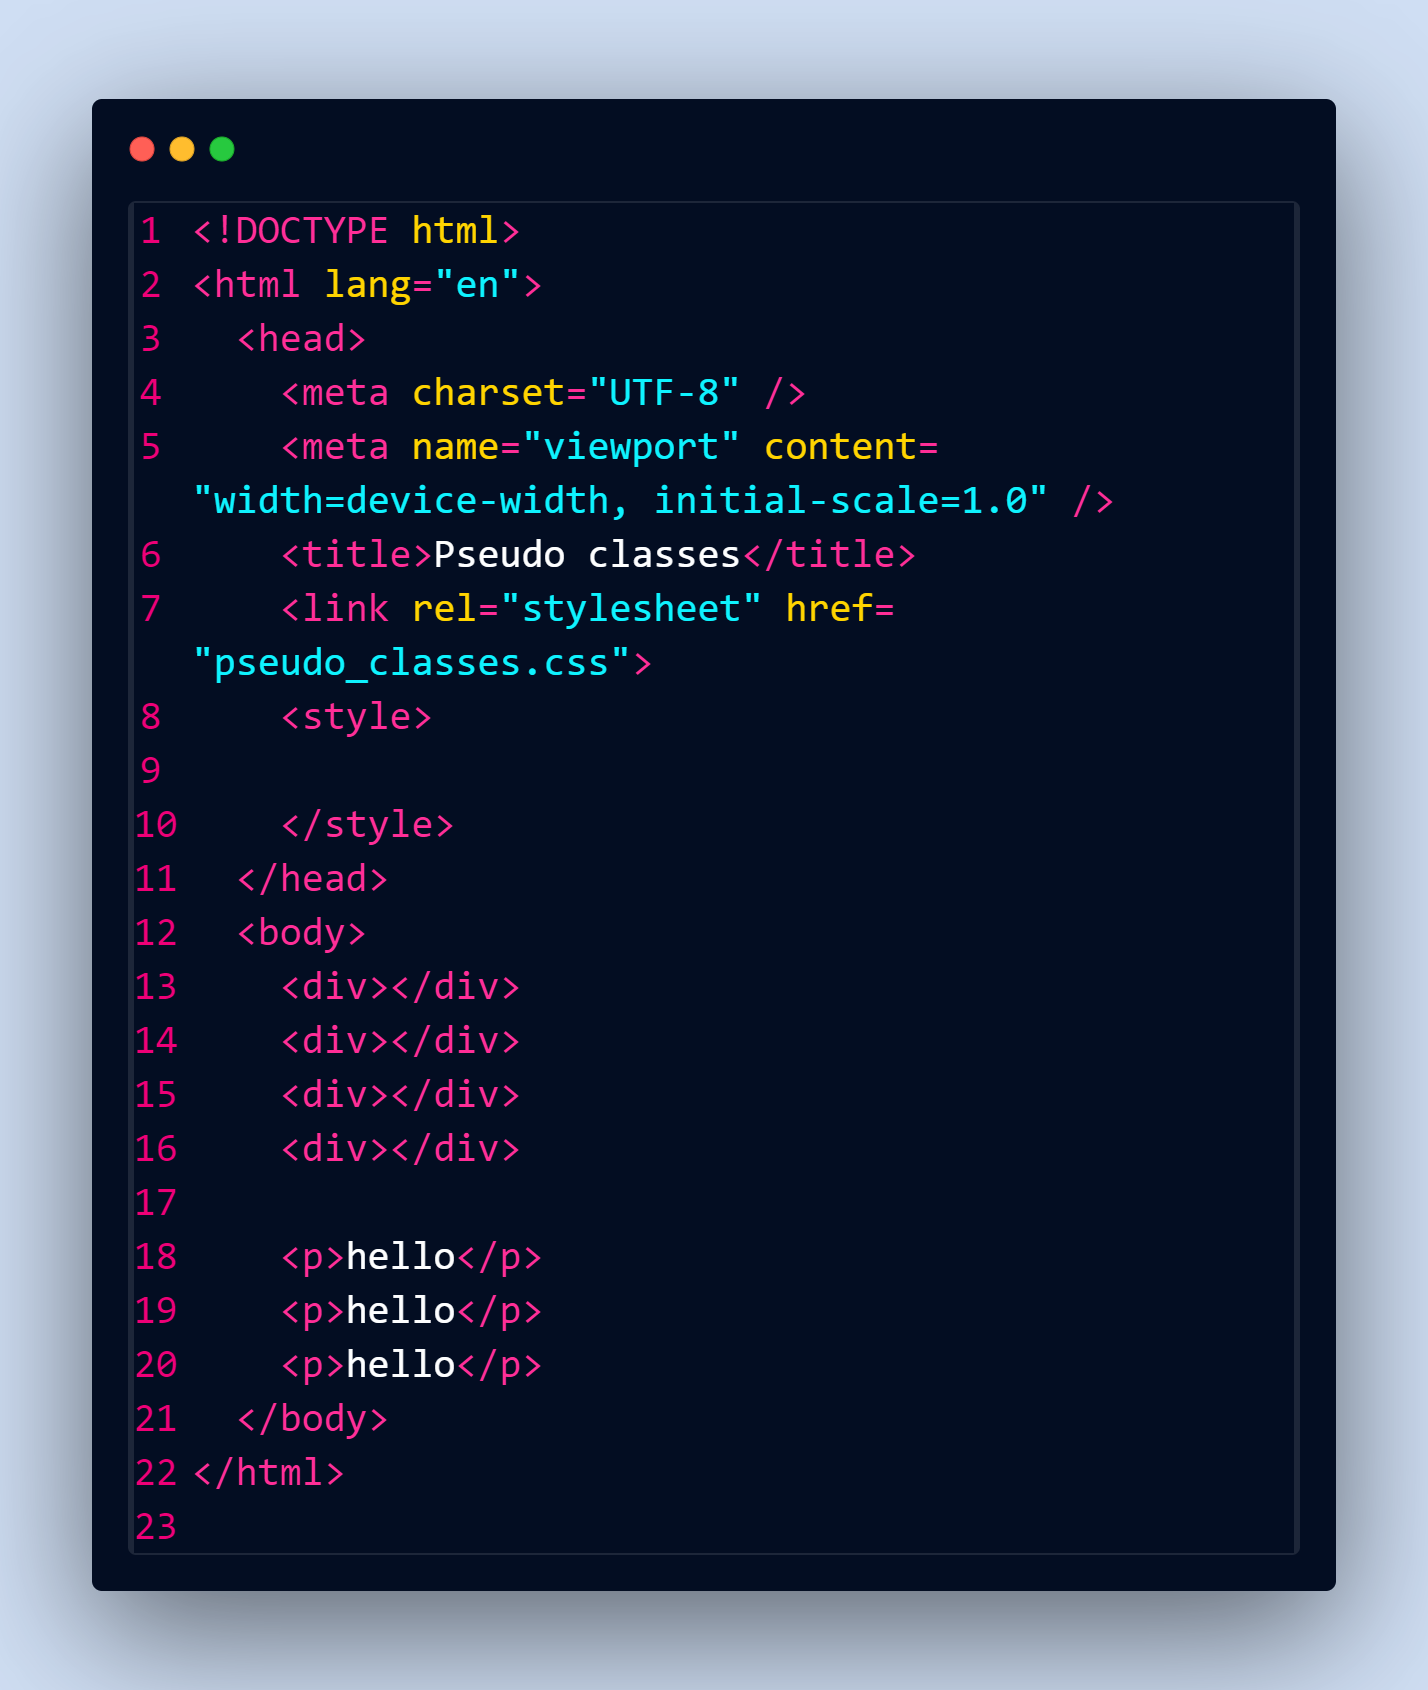 1 <!DOCTYPE html>
2 <html lang="en">
3   <head>
4     <meta charset="UTF-8" />
5     <meta name="viewport" content=
"width=device-width, initial-scale=1.0" />
6     <title>Pseudo classes</title>
7     <link rel="stylesheet" href=
"pseudo_classes.css">
8     <style>
9
10     </style>
11   </head>
12   <body>
13     <div></div>
14     <div></div>
15     <div></div>
16     <div></div>
17
18     <p>hello</p>
19     <p>hello</p>
20     <p>hello</p>
21   </body>
22 </html>
23